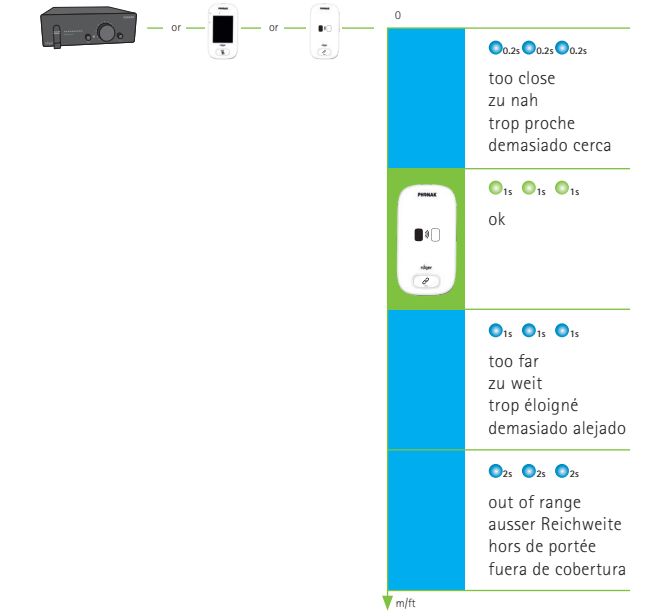 or
or
0
0.2s 0.2s 0.2s
too close
zu nah
trop proche
demasiado cerca
1s 1s 1s
ok
PHONAK
røger
1s 1s 1s
too far
zu weit
trop éloigné
demasiado alejado
2s 2s 2s
out of range
ausser Reichweite
hors de portée
fuera de cobertura
m/ft